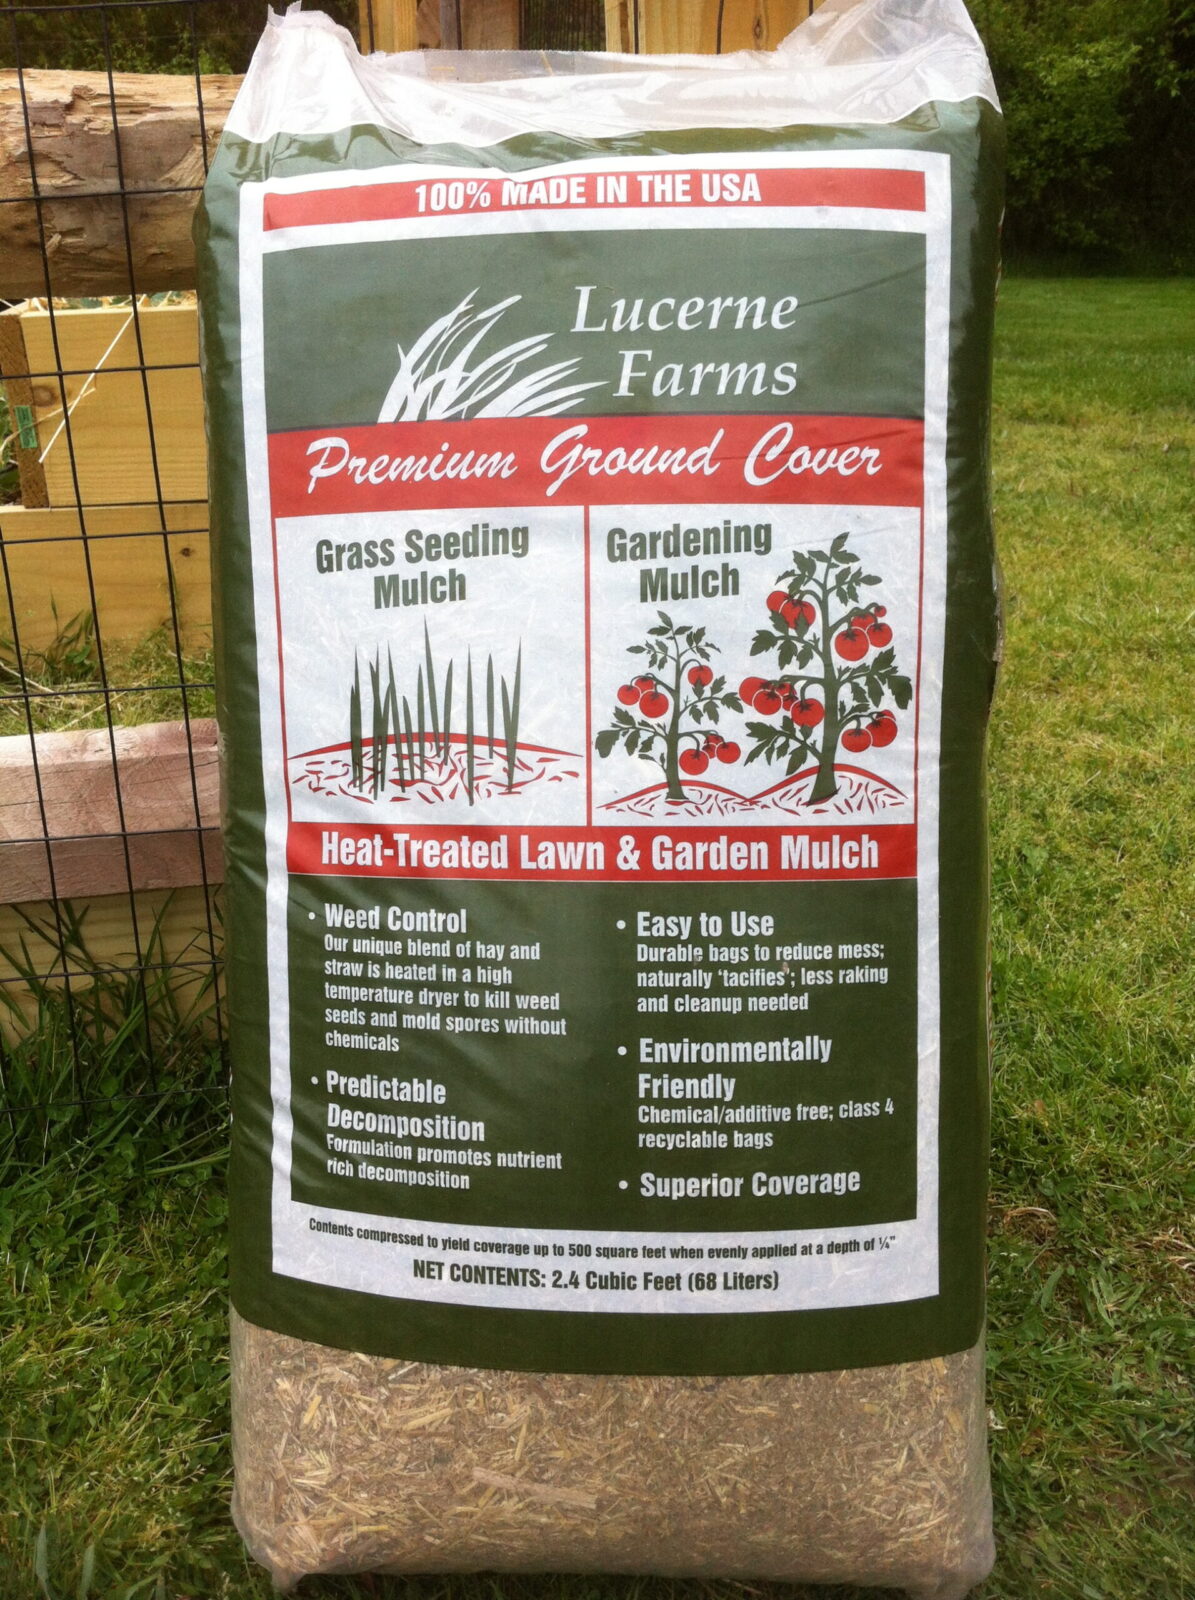 100% MADE IN THE USA
Lucerne
Farms
Premium Ground Cover
Grass Seeding
Mulch
Gardening
Mulch
Heat-Treated Lawn & Garden Mulch
• Weed Control
Our unique blend of hay and
straw is heated in a high
temperature dryer to kill weed
seeds and mold spores without
chemicals
• Predictable
Decomposition
Formulation promotes nutrient
rich decomposition
• Easy to Use
Durable bags to reduce mess;
naturally ‘tacifies’; less raking
and cleanup needed
• Environmentally
Friendly
Chemical/additive free; class 4
recyclable bags
• Superior Coverage
Contents compressed to yield coverage up to 500 square feet when evenly applied at a depth of ¼"
NET CONTENTS: 2.4 Cubic Feet (68 Liters)